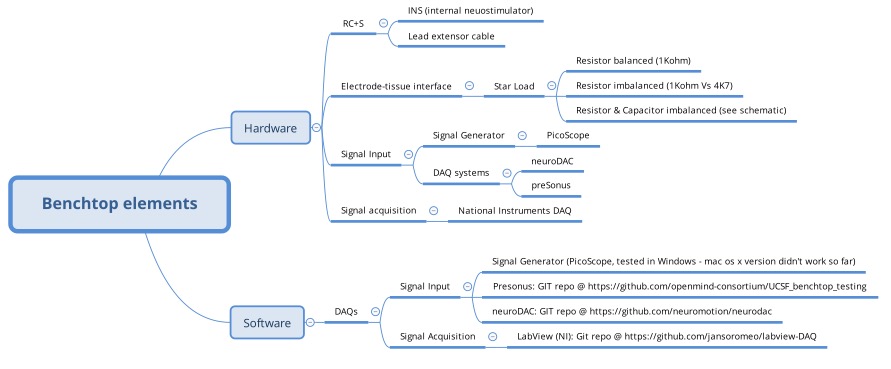 Benchtop elements
Hardware
RC+S
INS (internal neuostimulator)
Lead extensor cable
Electrode-tissue interface
Star Load
Resistor balanced (1Kohm)
Resistor imbalanced (1Kohm Vs 4K7)
Resistor & Capacitor imbalanced (see schematic)
Signal Input
Signal Generator
PicoScope
DAQ systems
neuroDAC
preSonus
Signal acquisition
National Instruments DAQ
Software
DAQs
Signal Input
Signal Generator (PicoScope, tested in Windows - mac os x version didn't work so far)
Presonus: GIT repo @ https://github.com/openmind-consortium/UCSF_benchtop_testing
neuroDAC: GIT repo @ https://github.com/neuromotion/neurodac
Signal Acquisition
LabView (NI): Git repo @ https://github.com/jansoromeo/labview-DAQ